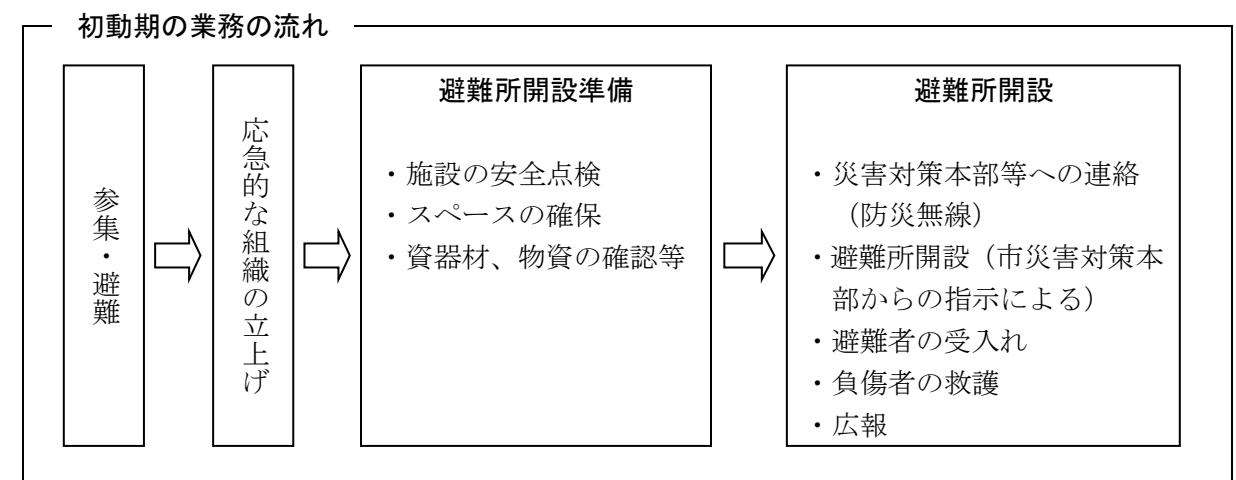 初動期の業務の流れ
参集・避難
応急的な組織の立上げ
避難所開設準備
・施設の安全点検
・スペースの確保
・資器材、物資の確認等
避難所開設
・災害対策本部等への連絡
（防災無線）
・避難所開設（市災害対策本
部からの指示による）
・避難者の受入れ
・負傷者の救護
・広報